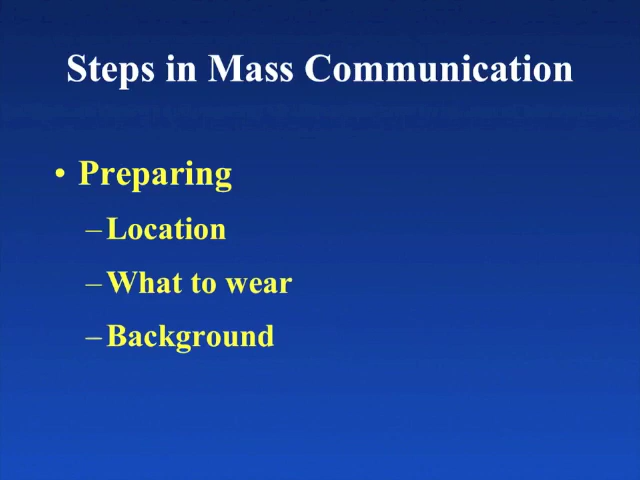 Steps in Mass Communication
• Preparing
– Location
– What to wear
– Background